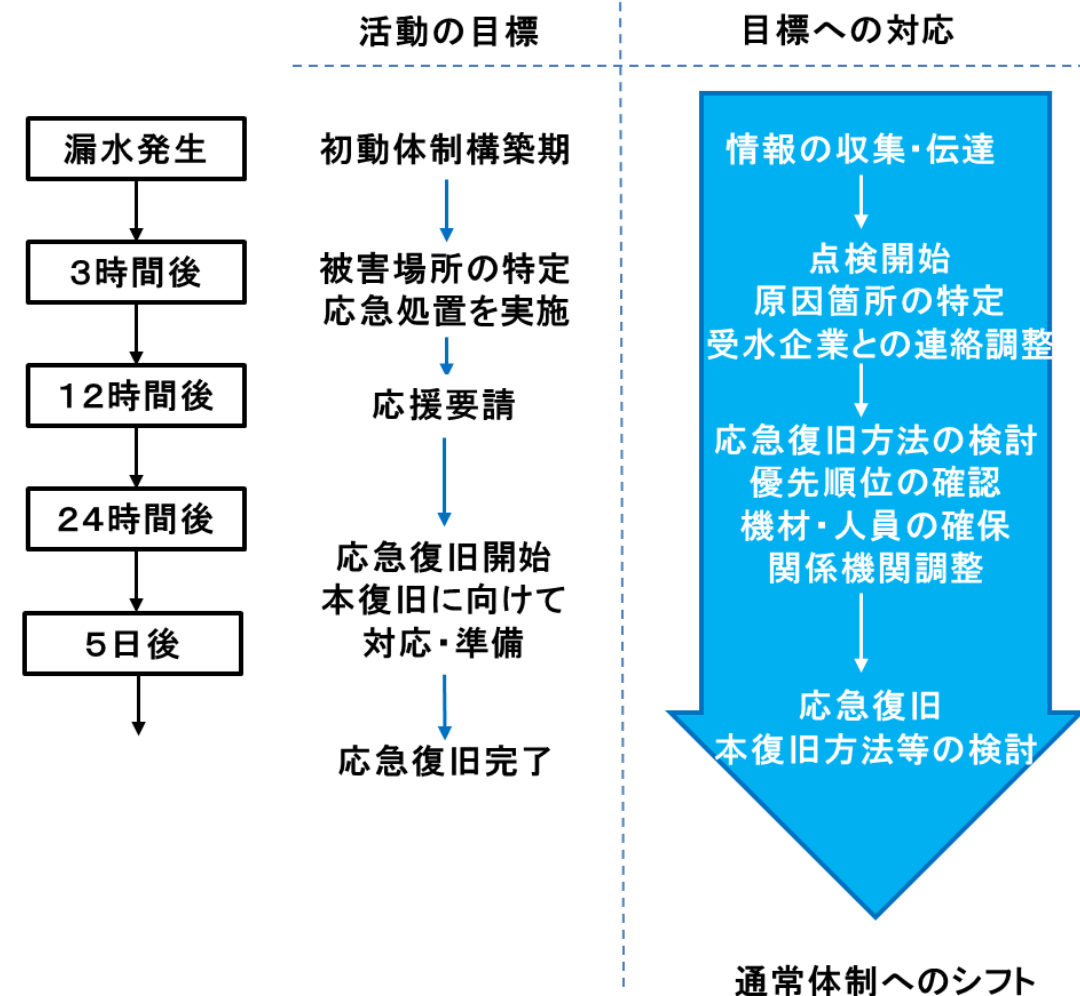 活動の目標
目標への対応
漏水発生
初動体制構築期
情報の収集・伝達
3時間後
被害場所の特定
応急処置を実施
点検開始
原因箇所の特定
受水企業との連絡調整
12時間後
応援要請
応急復旧方法の検討
優先順位の確認
機材・人員の確保
関係機関調整
24時間後
応急復旧開始
本復旧に向けて
対応・準備
5日後
応急復旧
本復旧方法等の検討
応急復旧完了
通常体制へのシフト